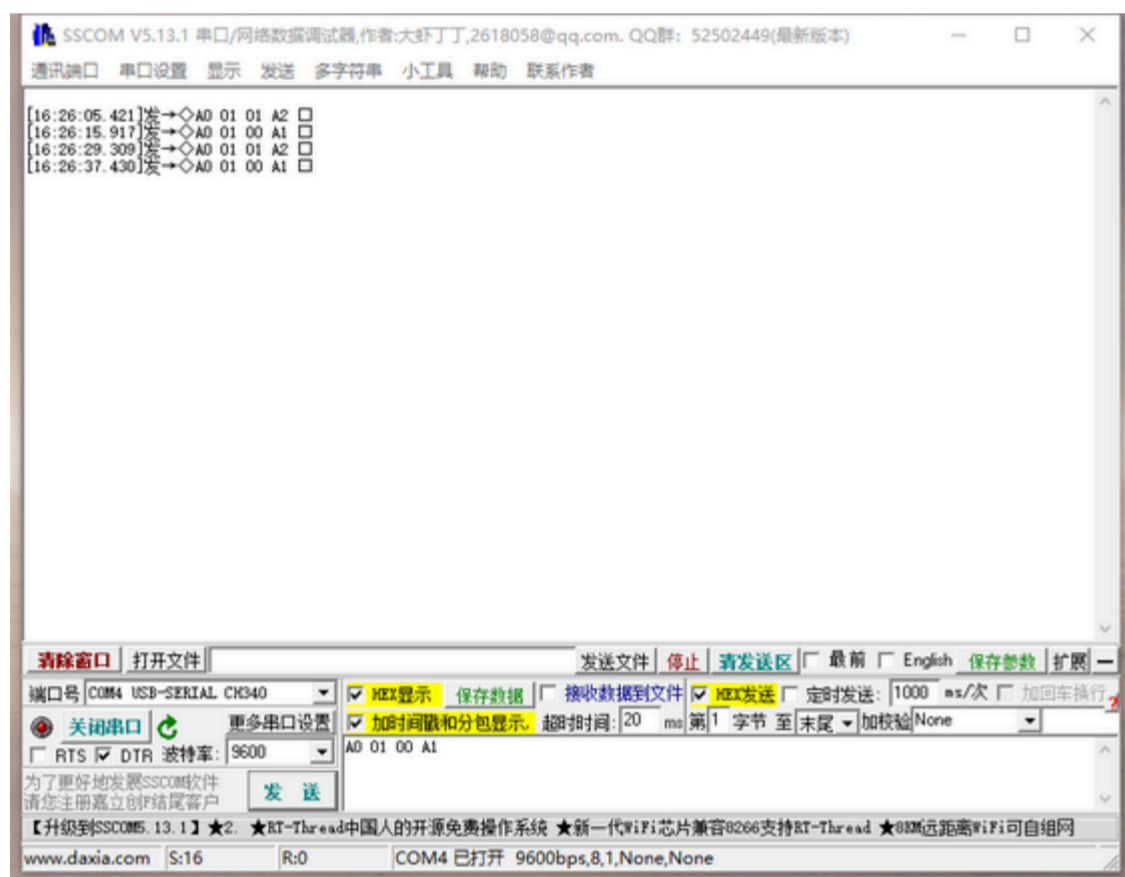 SSCOM V5.13.1 串口/网络数据调试器,作者:大虾丁丁,2618058@qq.com. QQ群: 52502449(最新版本)
通讯端口 串口设置 显示 发送 多字符串 小工具 帮助 联系作者
[16:26:05.421]发→◇A0 01 01 A2 □
[16:26:15.917]发→◇A0 01 00 A1 □
[16:26:29.309]发→◇A0 01 01 A2 □
[16:26:37.430]发→◇A0 01 00 A1 □
清除窗口 打开文件 发送文件 停止 清发送区 最前 English 保存参数 扩展 —
端口号 COM4 USB-SERIAL CH340 HEX显示 保存数据 接收数据到文件 HEX发送 定时发送: 1000 ms/次 加回车换行
关闭串口 更多串口设置 加时间戳和分包显示. 超时时间: 20 ms 第1 字节 至 末尾 加校验 None
RTS DTR 波特率: 9600 A0 01 00 A1
为了更好地发展SSCOM软件
请您注册嘉立创F结尾客户
发 送
【升级到SSCOM5.13.1】★2. ★RT-Thread中国人的开源免费操作系统 ★新一代WiFi芯片兼容8266支持RT-Thread ★8KM远距离WiFi可自组网
www.daxia.com S:16 R:0 COM4 已打开 9600bps,8,1,None,None